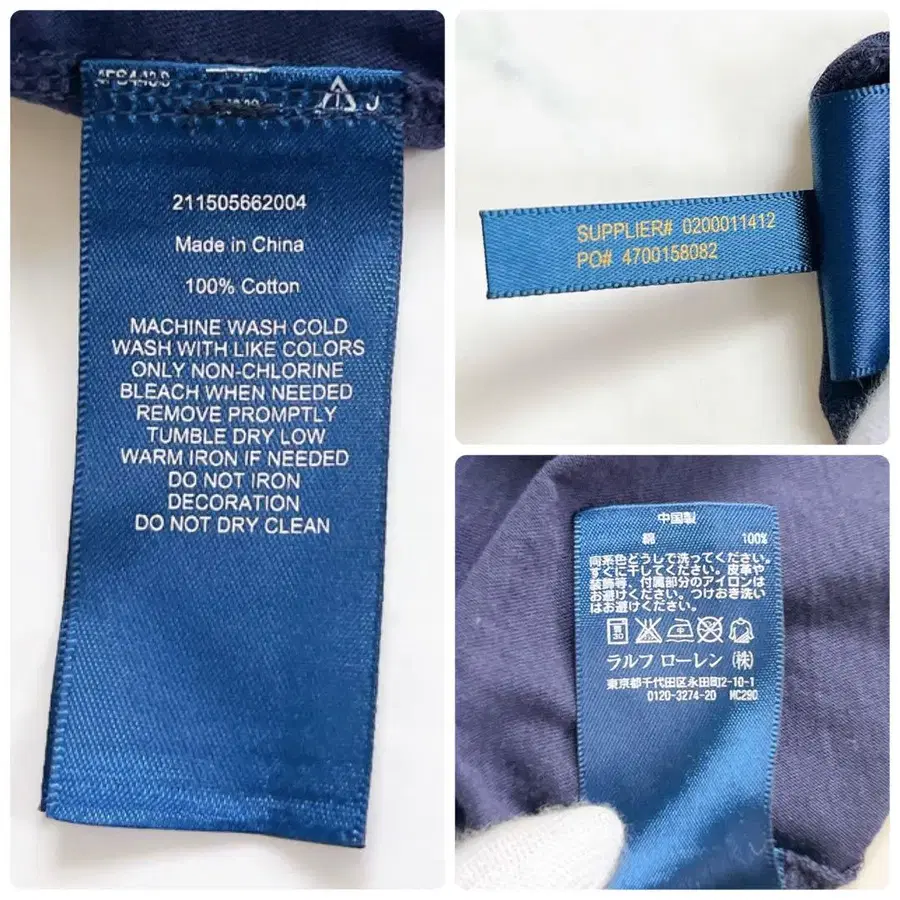 J
211505662004
Made in China
100% Cotton
MACHINE WASH COLD
WASH WITH LIKE COLORS
ONLY NON-CHLORINE
BLEACH WHEN NEEDED
REMOVE PROMPTLY
TUMBLE DRY LOW
WARM IRON IF NEEDED
DO NOT IRON
DECORATION
DO NOT DRY CLEAN
SUPPLIER# 0200011412
PO# 4700158082
中国製
綿 100%
同系色どうしで洗ってください。
すぐに干してください。皮革や
装飾等、付属部分のアイロンは
お避けください。つけおき洗い
はお避けください。
30 中
ラルフ ローレン (株)
東京都千代田区永田町2-10-1
0120-3274-20 MC290